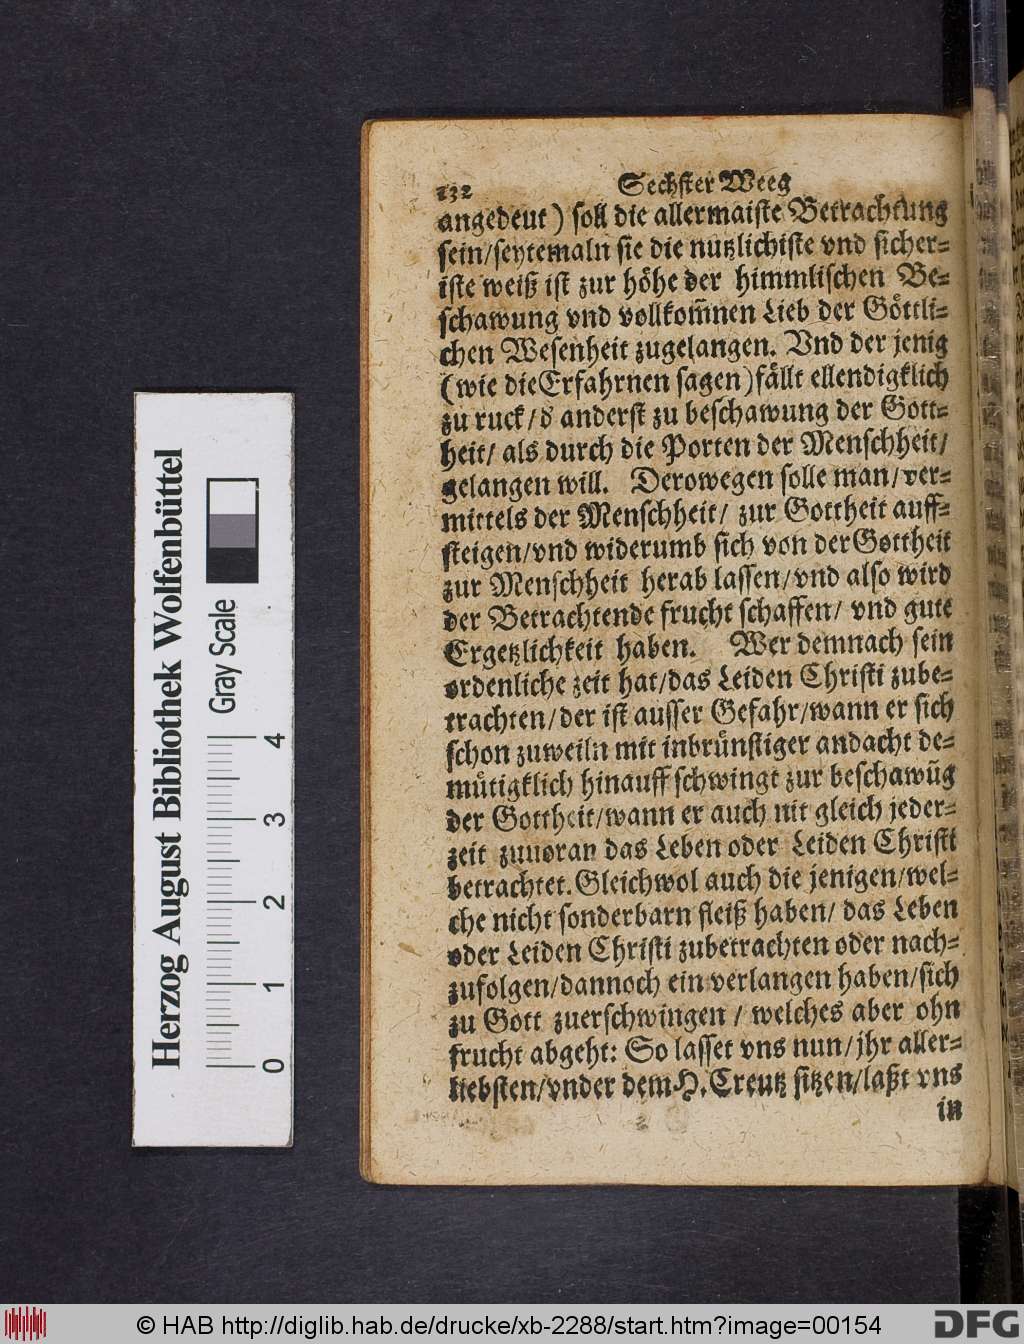 132 Sechster Weeg
angedeut) soll die allermaiste Betrachtung
sein/seytemaln sie die nutzlichiste vnd sicher-
iste weiß ist zur höhe der himmlischen Be-
schawung vnd vollkom̃nen Lieb der Göttli-
chen Wesenheit zugelangen. Vnd der jenig
(wie die Erfahrnen sagen) fällt ellendigklich
zu ruck/ð anderst zu beschawung der Gott-
heit/ als durch die Porten der Menschheit/
gelangen will. Derowegen solle man/ver-
mittels der Menschheit/ zur Gottheit auff-
steigen/vnd widerumb sich von der Gottheit
zur Menschheit herab lassen/vnd also wird
der Betrachtende frucht schaffen/ vnd gute
Ergetzlichkeit haben. Wer demnach sein
ordenliche zeit hat/das Leiden Christi zube-
trachten/der ist ausser Gefahr/wann er sich
schon zuweiln mit inbrünstiger andacht de-
mütigklich hinauff schwingt zur beschawũg
der Gottheit/wann er auch nit gleich jeder-
zeit zuuoran das Leben oder Leiden Christi
betrachtet. Gleichwol auch die jenigen/wel-
che nicht sonderbarn fleiß haben/ das Leben
oder Leiden Christi zubetrachten oder nach-
zufolgen/dannoch ein verlangen haben/sich
zu Gott zuerschwingen / welches aber ohn
frucht abgeht: So lasset vns nun/jhr aller-
liebsten/vnder dem H. Creutz sitzen/laßt vns
in
Herzog August Bibliothek Wolfenbüttel
Gray Scale
0 1 2 3 4
© HAB http://diglib.hab.de/drucke/xb-2288/start.htm?image=00154
DFG